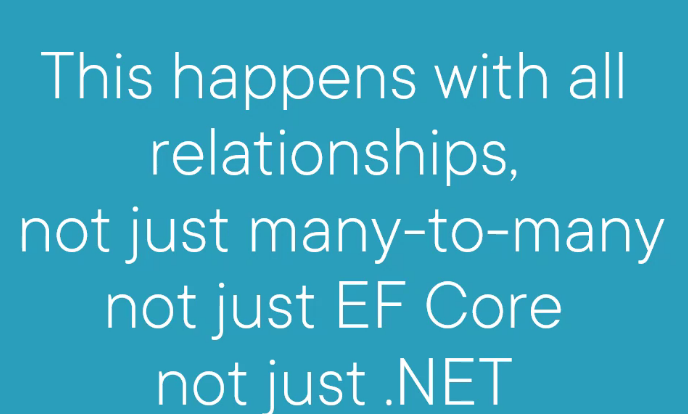 This happens with all
relationships,
not just many-to-many
not just EF Core
not just .NET